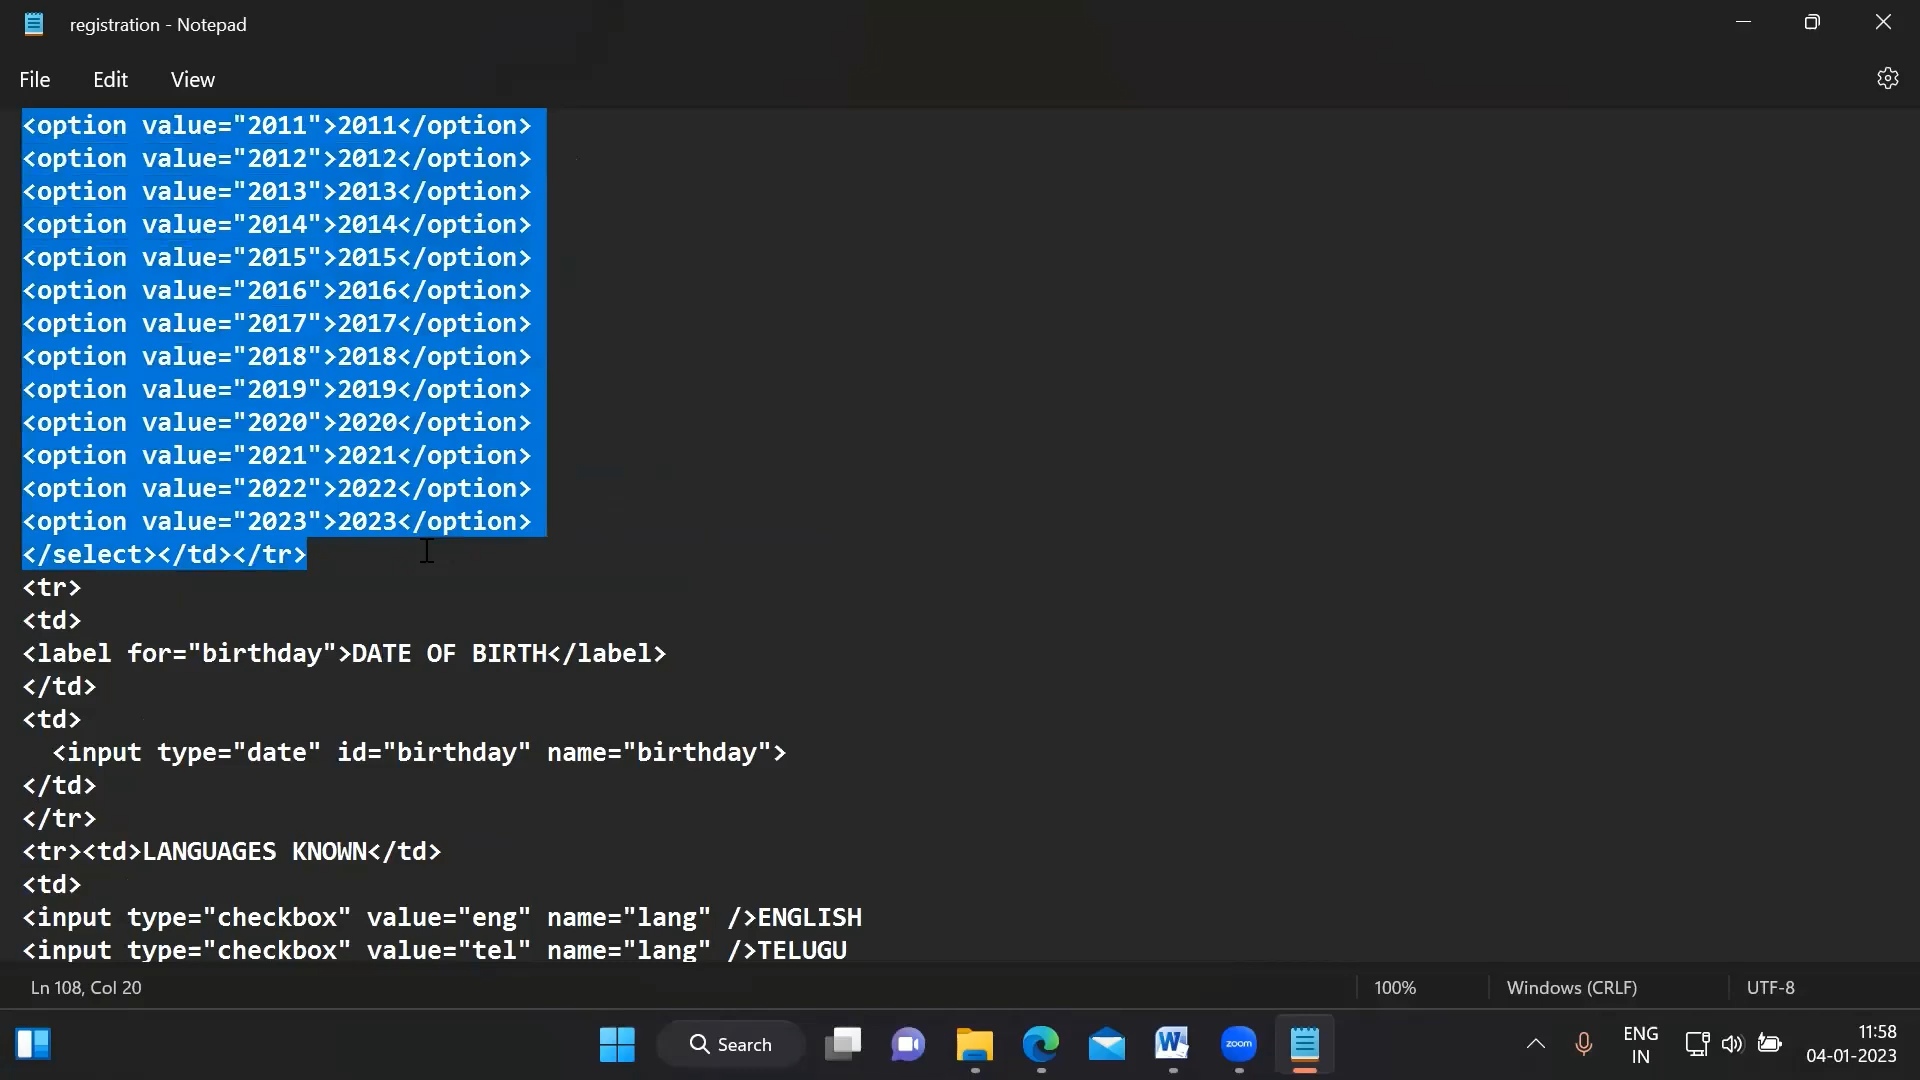 registration - Notepad
File Edit View
<option value="2011">2011</option>
<option value="2012">2012</option>
<option value="2013">2013</option>
<option value="2014">2014</option>
<option value="2015">2015</option>
<option value="2016">2016</option>
<option value="2017">2017</option>
<option value="2018">2018</option>
<option value="2019">2019</option>
<option value="2020">2020</option>
<option value="2021">2021</option>
<option value="2022">2022</option>
<option value="2023">2023</option>
</select></td></tr>
<tr>
<td>
<label for="birthday">DATE OF BIRTH</label>
</td>
<td>
  <input type="date" id="birthday" name="birthday">
</td>
</tr>
<tr><td>LANGUAGES KNOWN</td>
<td>
<input type="checkbox" value="eng" name="lang" />ENGLISH
<input type="checkbox" value="tel" name="lang" />TELUGU
Ln 108, Col 20 100% Windows (CRLF) UTF-8
Search W zoom ENG 11:58
IN 04-01-2023